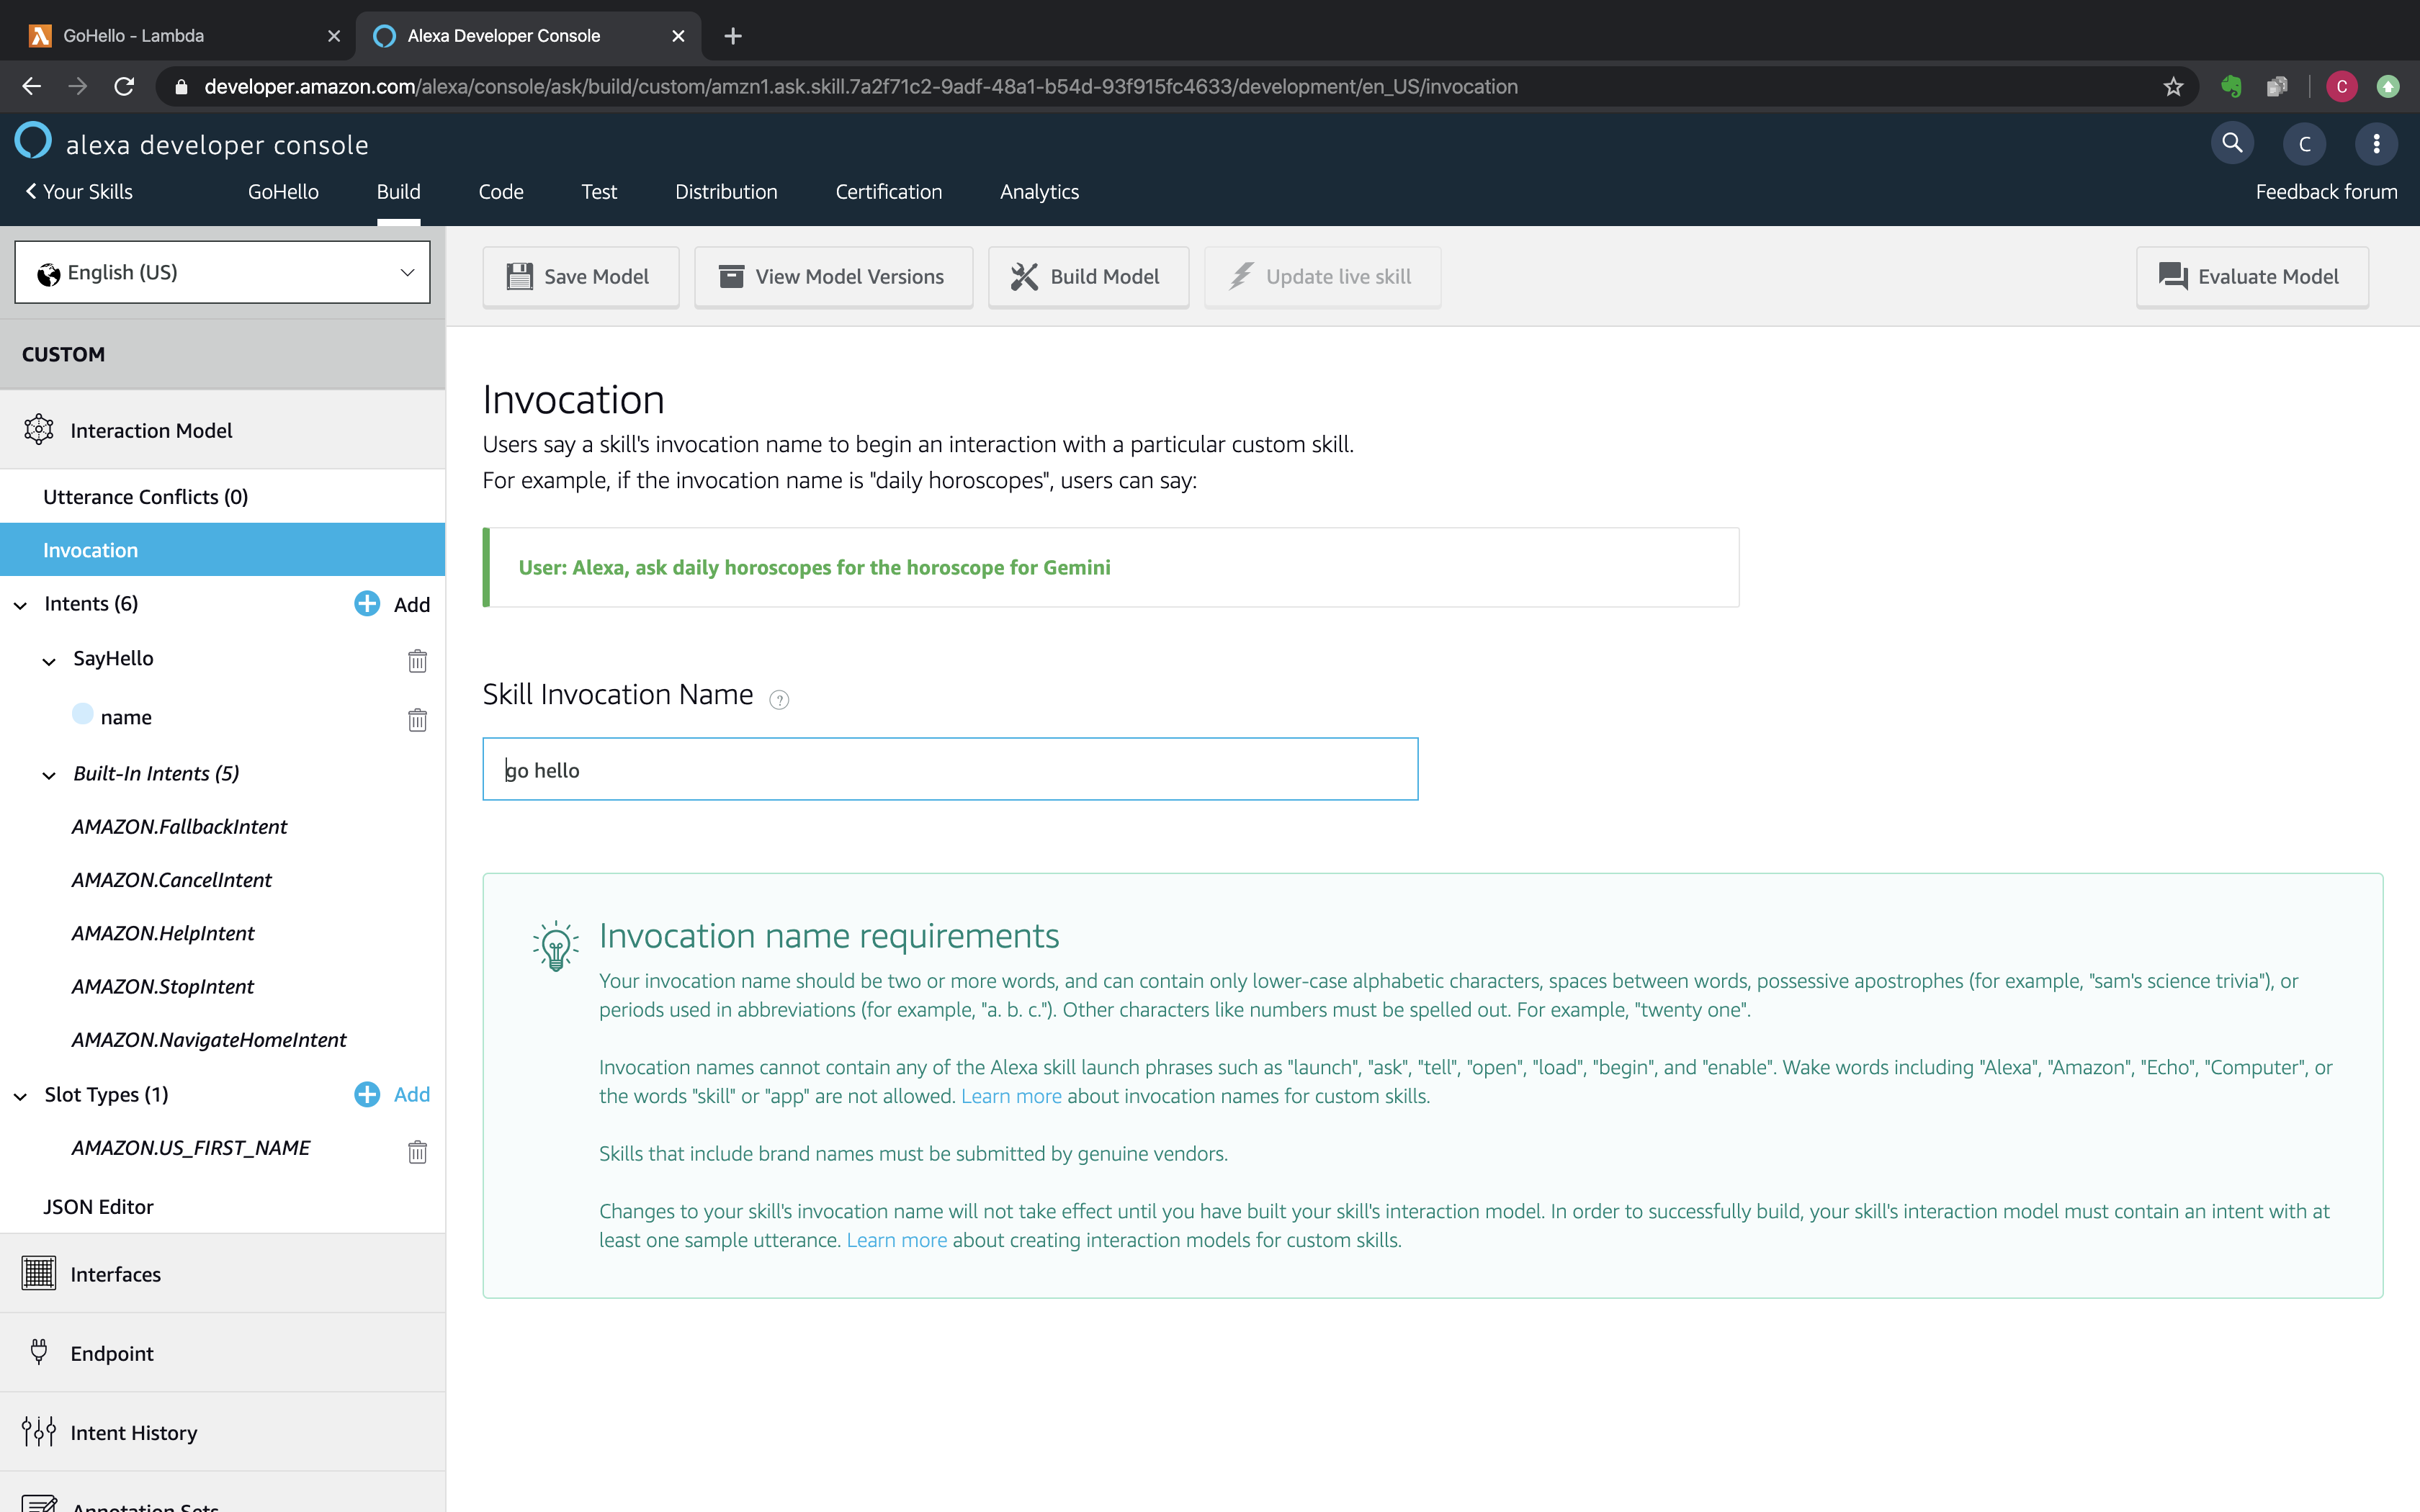 GoHello - Lambda
Alexa Developer Console
developer.amazon.com/alexa/console/ask/build/custom/amzn1.ask.skill.7a2f71c2-9adf-48a1-b54d-93f915fc4633/development/en_US/invocation
C
alexa developer console
C
Your Skills
GoHello
Build
Code
Test
Distribution
Certification
Analytics
Feedback forum
English (US)
Save Model
View Model Versions
Build Model
Update live skill
Evaluate Model
CUSTOM
Interaction Model
Utterance Conflicts (0)
Invocation
Intents (6)
Add
SayHello
name
Built-In Intents (5)
AMAZON.FallbackIntent
AMAZON.CancelIntent
AMAZON.HelpIntent
AMAZON.StopIntent
AMAZON.NavigateHomeIntent
Slot Types (1)
Add
AMAZON.US_FIRST_NAME
JSON Editor
Interfaces
Endpoint
Intent History
Annotation Sets
Invocation
Users say a skill's invocation name to begin an interaction with a particular custom skill.
For example, if the invocation name is "daily horoscopes", users can say:
User: Alexa, ask daily horoscopes for the horoscope for Gemini
Skill Invocation Name ?
go hello
Invocation name requirements
Your invocation name should be two or more words, and can contain only lower-case alphabetic characters, spaces between words, possessive apostrophes (for example, "sam's science trivia"), or
periods used in abbreviations (for example, "a. b. c."). Other characters like numbers must be spelled out. For example, "twenty one".
Invocation names cannot contain any of the Alexa skill launch phrases such as "launch", "ask", "tell", "open", "load", "begin", and "enable". Wake words including "Alexa", "Amazon", "Echo", "Computer", or
the words "skill" or "app" are not allowed. Learn more about invocation names for custom skills.
Skills that include brand names must be submitted by genuine vendors.
Changes to your skill's invocation name will not take effect until you have built your skill's interaction model. In order to successfully build, your skill's interaction model must contain an intent with at
least one sample utterance. Learn more about creating interaction models for custom skills.